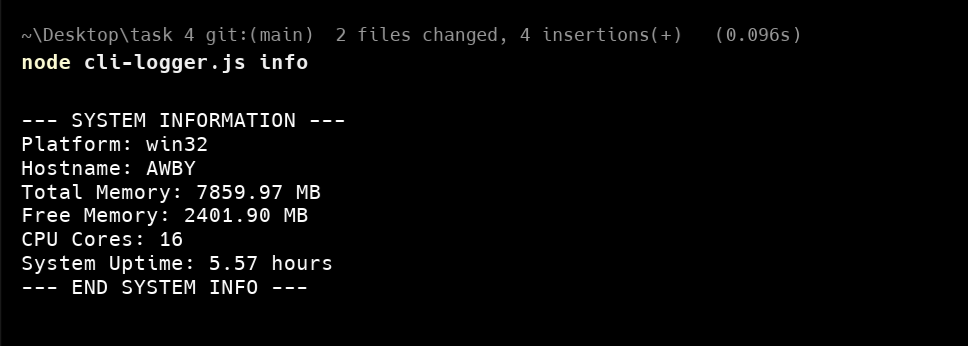 ~\Desktop\task 4 git:(main)  2 files changed, 4 insertions(+)   (0.096s)
node cli-logger.js info
--- SYSTEM INFORMATION ---
Platform: win32
Hostname: AWBY
Total Memory: 7859.97 MB
Free Memory: 2401.90 MB
CPU Cores: 16
System Uptime: 5.57 hours
--- END SYSTEM INFO ---